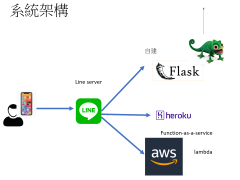 系統架構
自建
Flask
Line server
LINE
heroku
Function-as-a-service
aws
lambda